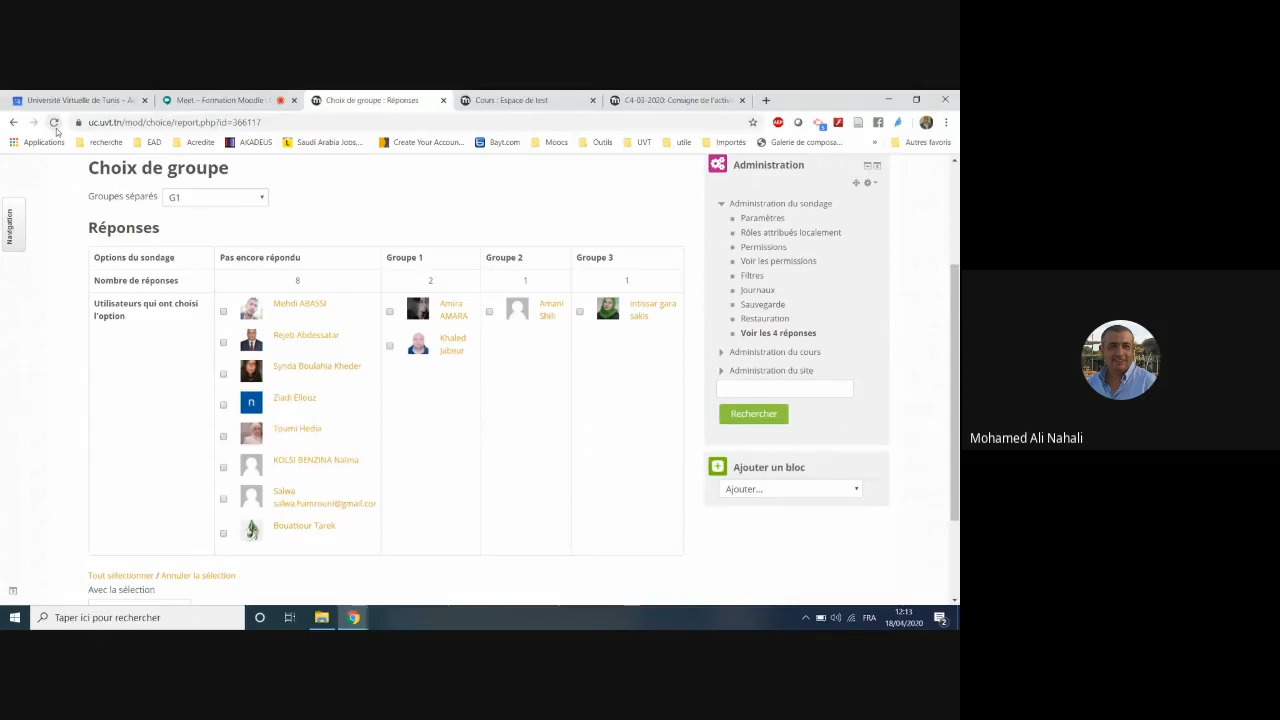 Université Virtuelle de Tunis – Ac
Meet – Formation Moodle :
Choix de groupe : Réponses
Cours : Espace de test
C4-03-2020: Consigne de l'activi
uc.uvt.tn/mod/choice/report.php?id=366117
Applications
recherche
EAD
Acredite
AKADEUS
Saudi Arabia Jobs,...
Create Your Accoun...
Bayt.com
Moocs
Outils
UVT
utile
Importés
Galerie de composa...
»
Autres favoris
Navigation
Choix de groupe
Groupes séparés
G1
Réponses
Options du sondage
Pas encore répondu
Groupe 1
Groupe 2
Groupe 3
Nombre de réponses
8
2
1
1
Utilisateurs qui ont choisi
l'option
Mehdi ABASSI
Rejeb Abdessatar
Synda Boulahia Kheder
n
Ziadi Ellouz
Toumi Hedia
KOLSI BENZINA Naïma
Salwa
salwa.hamrouni@gmail.cor
Bouattour Tarek
Amira
AMARA
Khaled
Jabeur
Amani
Shili
intissar gara
sakis
Tout sélectionner / Annuler la sélection
Avec la sélection
Administration
Administration du sondage
Paramètres
Rôles attribués localement
Permissions
Voir les permissions
Filtres
Journaux
Sauvegarde
Restauration
Voir les 4 réponses
Administration du cours
Administration du site
Rechercher
Ajouter un bloc
Ajouter...
Taper ici pour rechercher
FRA
12:13
18/04/2020
2
Mohamed Ali Nahali